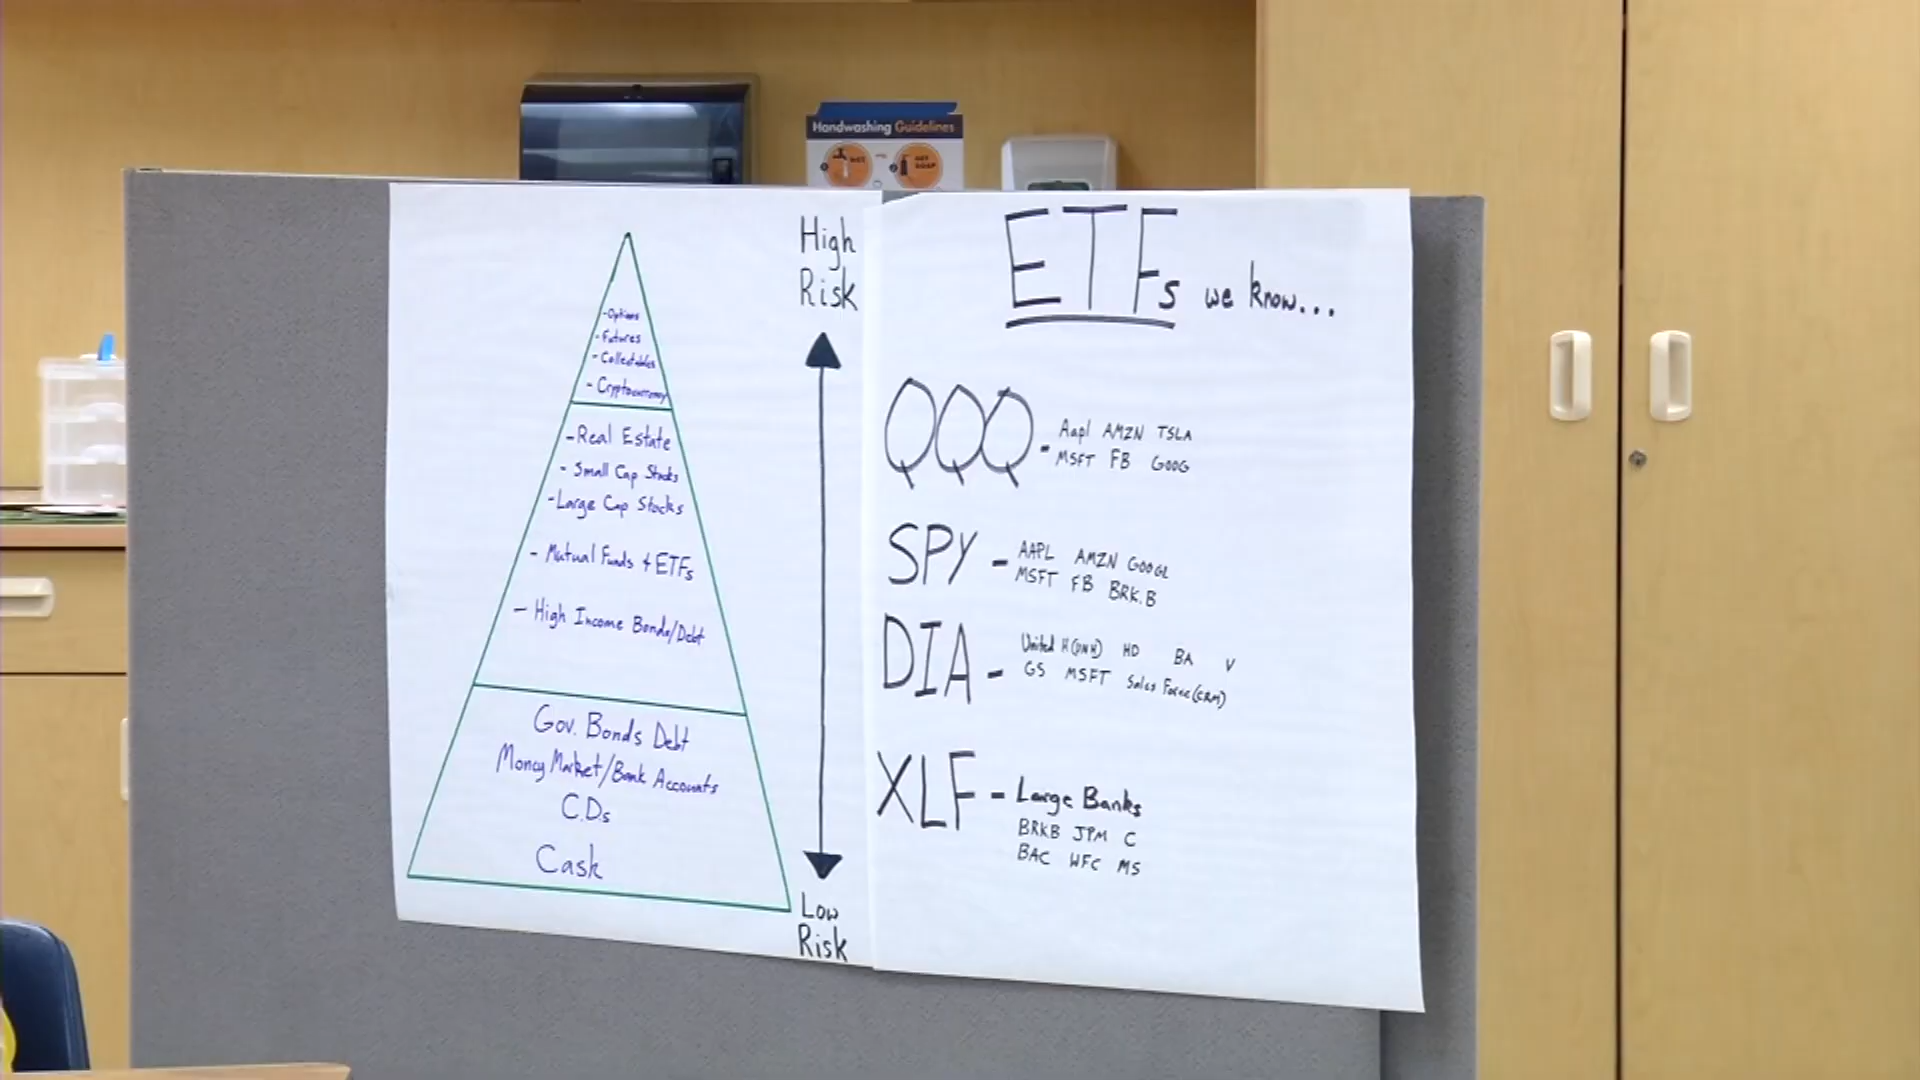 Handwashing Guidelines
WET
GET SOAP
High
Risk
-Options
-Futures
-Collectables
-Cryptocurrency
-Real Estate
-Small Cap Stocks
-Large Cap Stocks
-Mutual Funds + ETFs
-High Income Bonds/Debt
Gov. Bonds Debt
Money Market/Bank Accounts
C.D.s
Cash
Low
Risk
ETFs we know...
QQQ - Aapl AMZN TSLA
MSFT FB GOOG
SPY - AAPL AMZN GOOGL
MSFT FB BRK.B
DIA - United H(UNH) HD BA V
GS MSFT Sales Force(CRM)
XLF - Large Banks
BRKB JPM C
BAC WFC MS